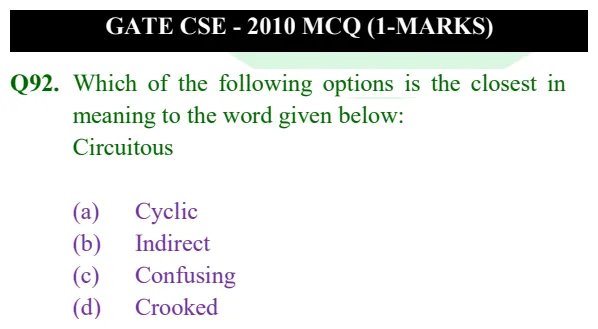 GATE CSE - 2010 MCQ (1-MARKS)
Q92. Which of the following options is the closest in
meaning to the word given below:
Circuitous
(a) Cyclic
(b) Indirect
(c) Confusing
(d) Crooked